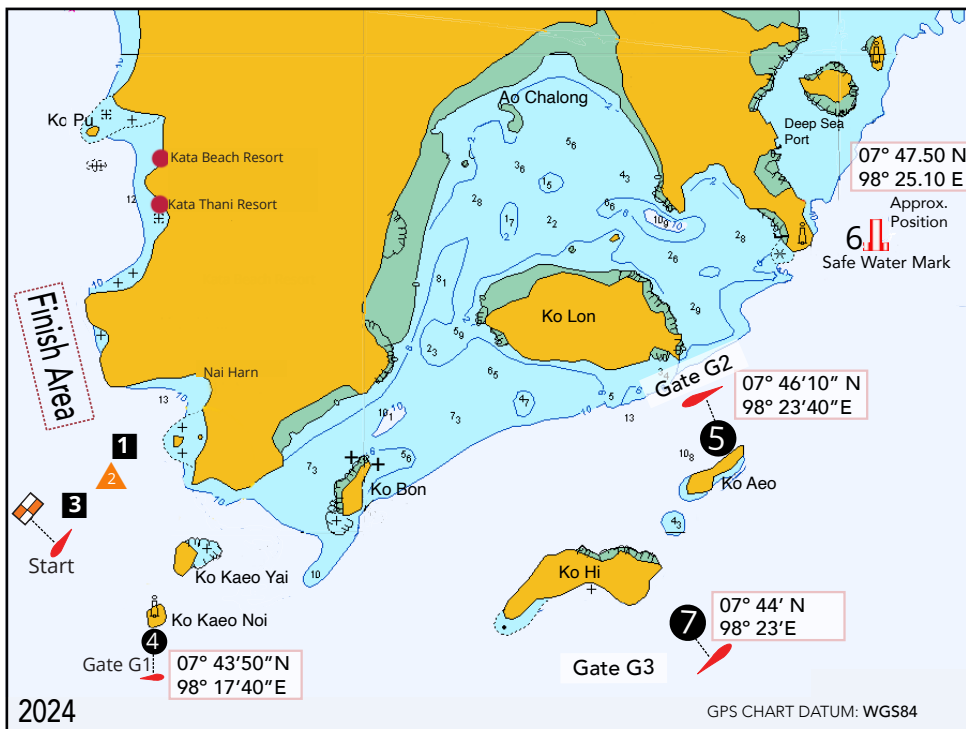 Ao Chalong
Ko Pu
Deep Sea
Port
07° 47.50 N
98° 25.10 E
Kata Beach Resort
Kata Thani Resort
Approx.
Position
6
Safe Water Mark
Finish Area
Ko Lon
Gate G2
07° 46'10" N
98° 23'40"E
Nai Harn
5
1
2
3
Ko Bon
Ko Aeo
Start
Ko Kaeo Yai
Ko Hi
Ko Kaeo Noi
7
07° 44' N
98° 23'E
4
Gate G1
07° 43'50"N
98° 17'40"E
Gate G3
2024
GPS CHART DATUM: WGS84